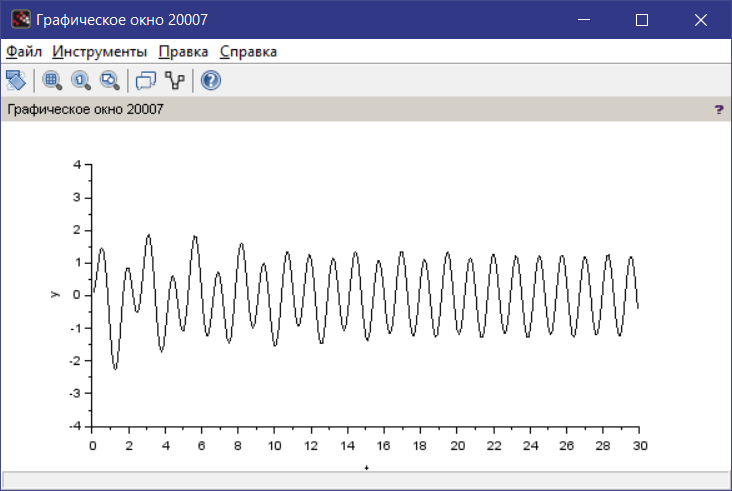 Графическое окно 20007
Файл Инструменты Правка Справка
Графическое окно 20007 ?
4
3
2
1
y 0
-1
-2
-3
-4
0 2 4 6 8 10 12 14 16 18 20 22 24 26 28 30